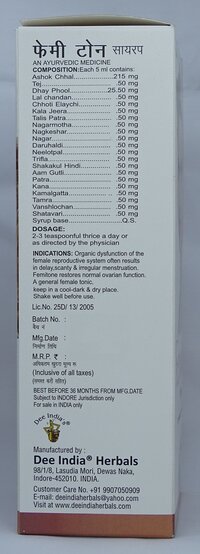 फेमी टोन सायरप
AN AYURVEDIC MEDICINE
COMPOSITION:Each 5 ml contains:
Ashok Chhal...................215 mg
Tej....................................50 mg
Dhay Phool...................25.50 mg
Lal chandan.......................50 mg
Chhoti Elaychi....................50 mg
Kala Jeera.........................50 mg
Talis Patra.........................50 mg
Nagarmotha.......................50 mg
Nagkeshar.........................50 mg
Nagar................................50 mg
Daruhaldi...........................50 mg
Neelotpal...........................50 mg
Trifla..................................50 mg
Shakakul Hindi...................50 mg
Aam Gutli...........................50 mg
Patra..................................50 mg
Kana..................................50 mg
Kamalgatta.........................50 mg
Tamra................................50 mg
Vanshlochan......................50 mg
Shatavari............................50 mg
Syrup base.........................Q.S.
DOSAGE:
2-3 teaspoonful thrice a day or
as directed by the physician
INDICATIONS: Organic dysfunction of the
female reproductive system often results
in delay,scanty & irregular menstruation.
Femitone restores normal ovarian function.
A general female tonic.
keep in a cool-dark & dry place.
Shake well before use.
Lic.No. 25D/ 13/ 2005
Batch No. :
बैच नं
Mfg.Date :
निर्माण तिथि
M.R.P. ₹ :
अधिकतम खुदरा मूल्य रू
(Inclusive of all taxes)
(समस्त करों सहित)
BEST BEFORE 36 MONTHS FROM MFG.DATE
Subject to INDORE Jurisdiction only
For sale in INDIA only
Dee India's®
Manufactured by :
Dee India® Herbals
98/1/8, Lasudia Mori, Dewas Naka,
Indore-452010. INDIA.
Customer Care No. +91 9907050909
E-mail: deeindiaherbals@yahoo.com
Visit at www.deeindiaherbals.com